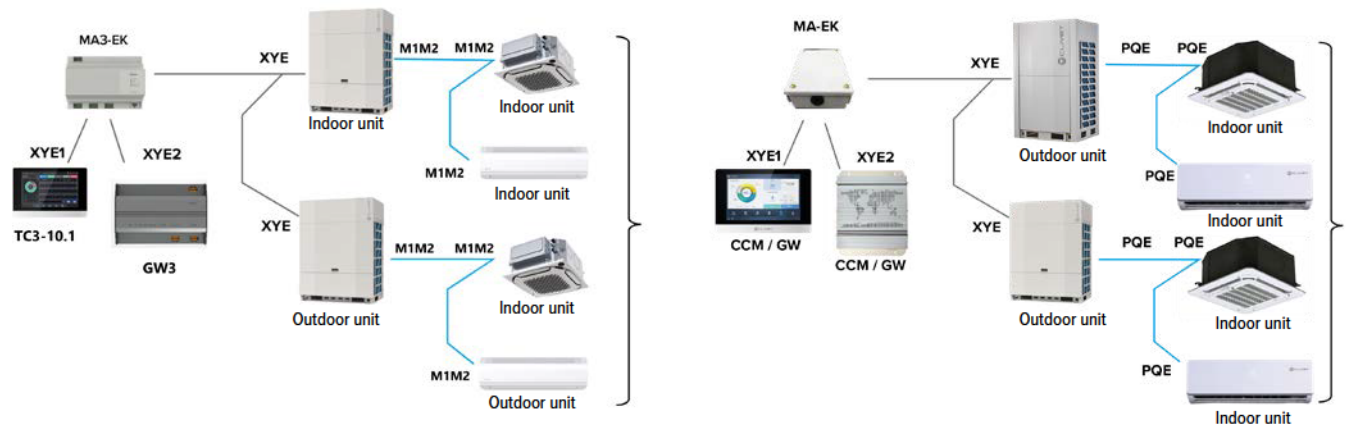 MA3-EK
XYE
M1M2
M1M2
Indoor unit
Indoor unit
XYE1
XYE2
M1M2
Indoor unit
TC3-10.1
GW3
XYE
M1M2
M1M2
Indoor unit
Outdoor unit
M1M2
Outdoor unit
MA-EK
XYE
PQE
PQE
CLIVET
Indoor unit
Outdoor unit
XYE1
XYE2
PQE
Indoor unit
CCM / GW
CCM / GW
XYE
PQE
PQE
Indoor unit
Outdoor unit
PQE
Indoor unit